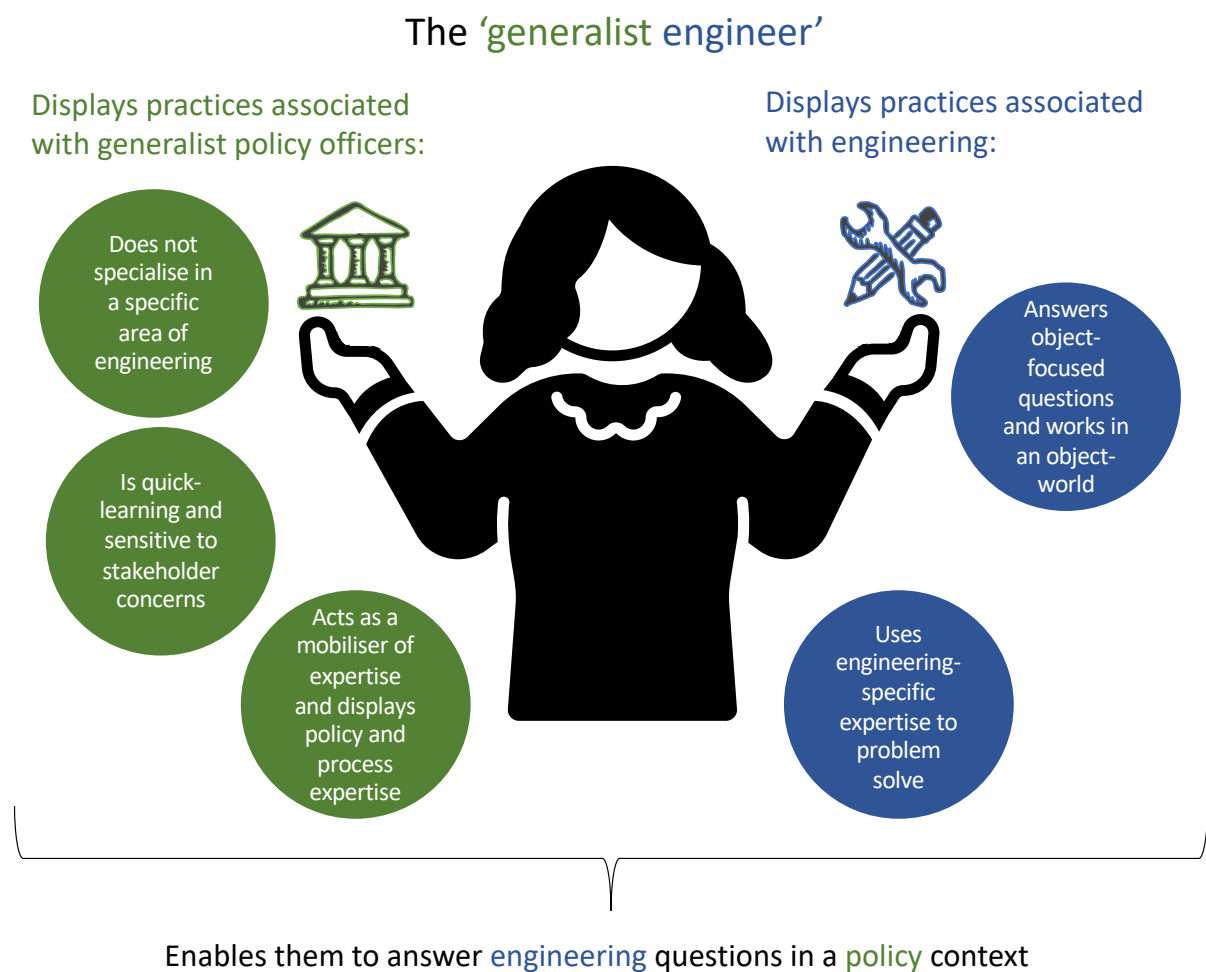 The ‘generalist engineer’
Displays practices associated
with generalist policy officers:
Displays practices associated
with engineering:
Does not
specialise in
a specific
area of
engineering
Is quick-
learning and
sensitive to
stakeholder
concerns
Acts as a
mobiliser of
expertise
and displays
policy and
process
expertise
Answers
object-
focused
questions
and works in
an object-
world
Uses
engineering-
specific
expertise to
problem
solve
Enables them to answer engineering questions in a policy context